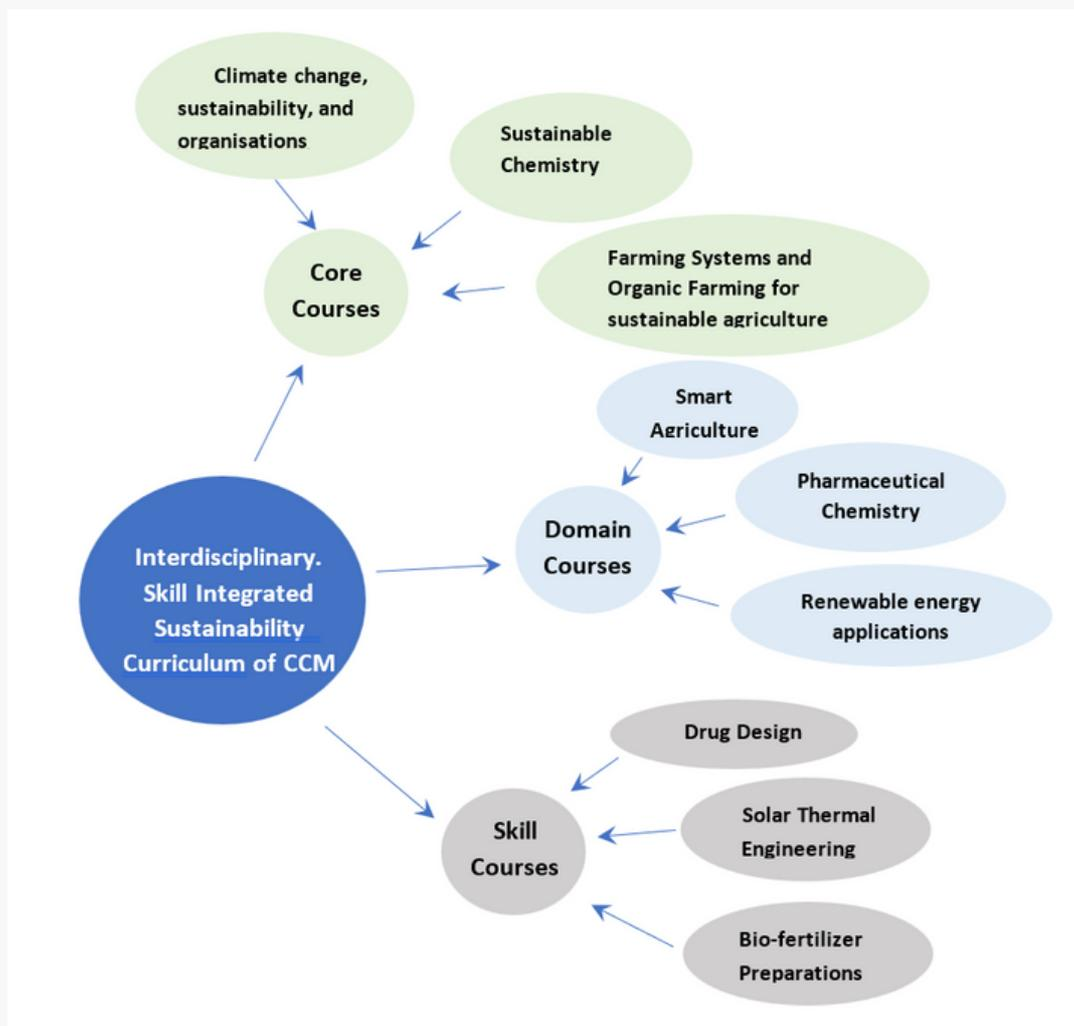 Climate change,
sustainability, and
organisations
Sustainable
Chemistry
Core
Courses
Farming Systems and
Organic Farming for
sustainable agriculture
Smart
Agriculture
Pharmaceutical
Chemistry
Domain
Courses
Interdisciplinary.
Skill Integrated
Sustainability
Curriculum of CCM
Renewable energy
applications
Drug Design
Skill
Courses
Solar Thermal
Engineering
Bio-fertilizer
Preparations